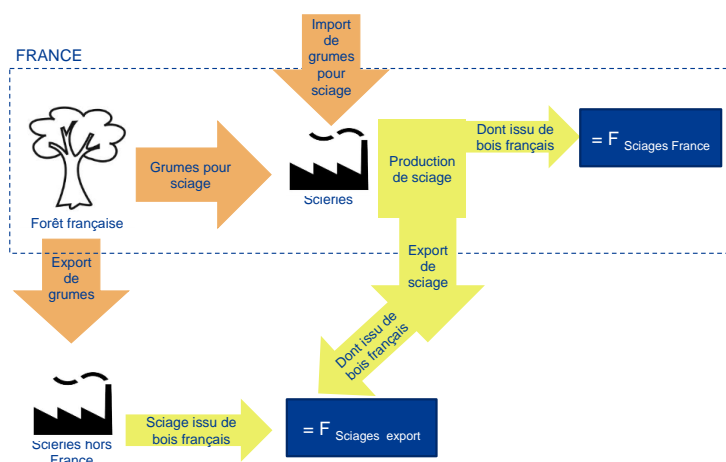 Import
de
grumes
pour
sciage
FRANCE
Forêt française
Grumes pour
sciage
Scieries
Production
de sciage
Dont issu de
bois français
= F Sciages France
Export
de
grumes
Export
de
sciage
Dont issu de
bois français
Scieries hors
France
Sciage issu de
bois français
= F Sciages export